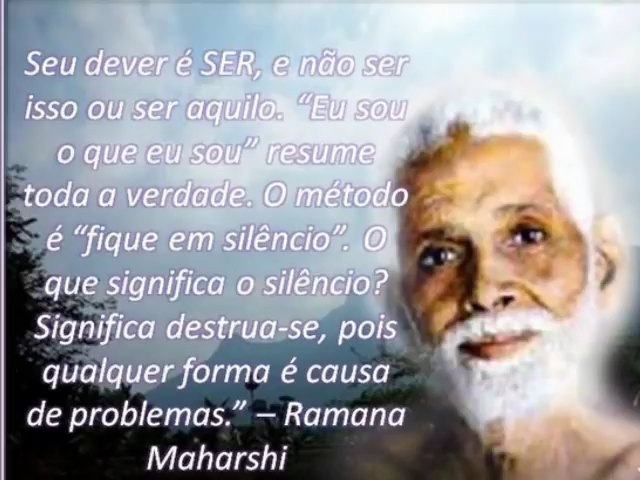 Seu dever é SER, e não ser
isso ou ser aquilo. “Eu sou
o que eu sou” resume
toda a verdade. O método
é “fique em silêncio”. O
que significa o silêncio?
Significa destrua-se, pois
qualquer forma é causa
de problemas.” – Ramana
Maharshi